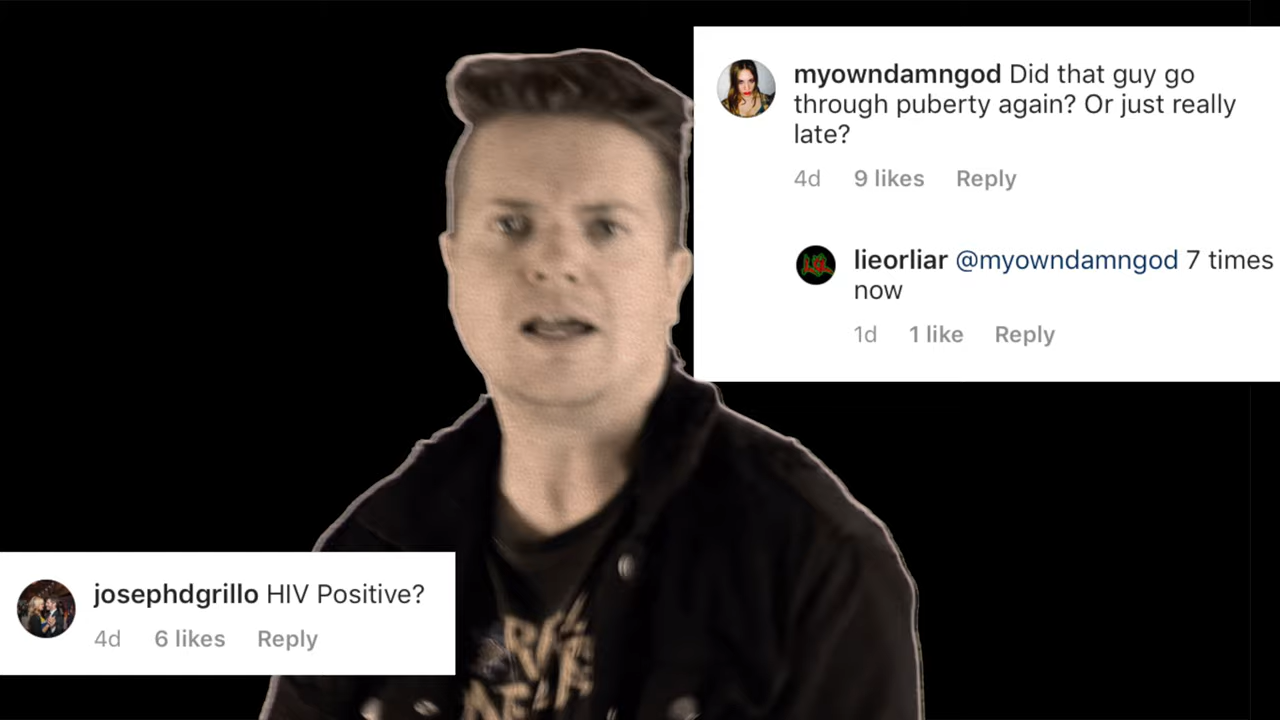 myowndamngod Did that guy go
through puberty again? Or just really
late?
4d 9 likes Reply
lieorliar @myowndamngod 7 times
now
1d 1 like Reply
josephdgrillo HIV Positive?
4d 6 likes Reply